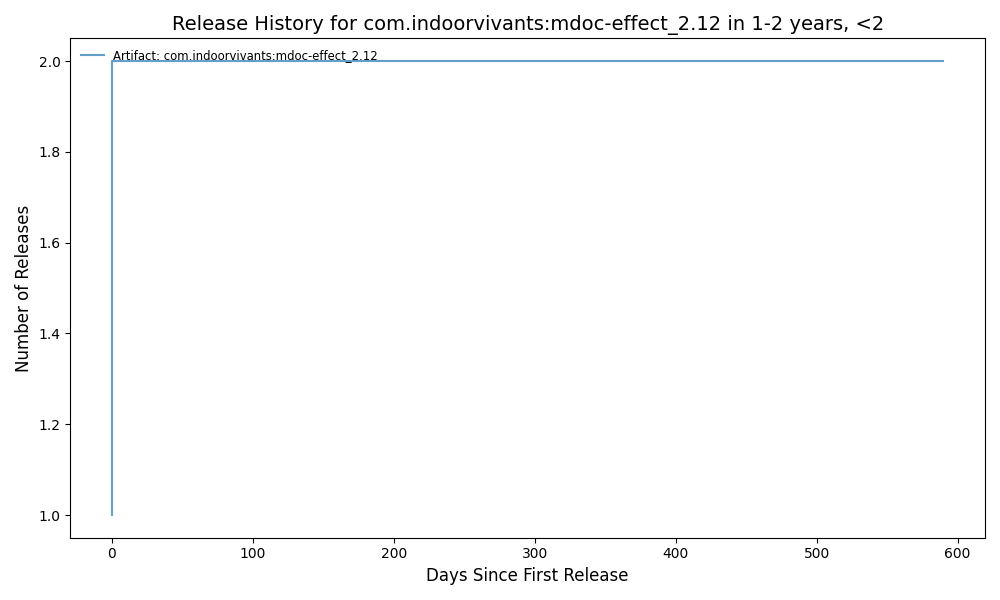 Release History for com.indoorvivants:mdoc-effect_2.12 in 1-2 years, <2
Artifact: com.indoorvivants:mdoc-effect_2.12
Number of Releases
2.0
1.8
1.6
1.4
1.2
1.0
0 100 200 300 400 500 600
Days Since First Release